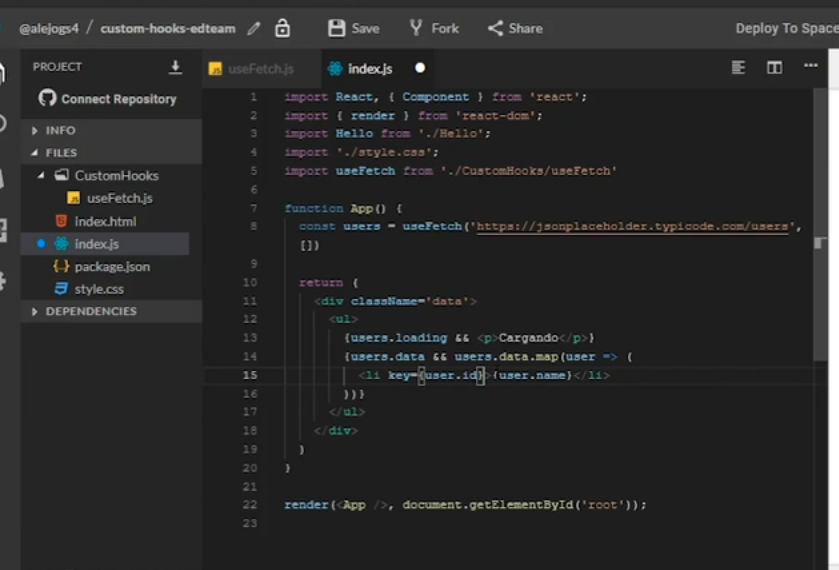 @alejogs4 / custom-hooks-edteam Save Fork Share Deploy To Space
PROJECT
Connect Repository
INFO
FILES
CustomHooks
useFetch.js
index.html
index.js
package.json
style.css
DEPENDENCIES
useFetch.js index.js
1 import React, { Component } from 'react';
2 import { render } from 'react-dom';
3 import Hello from './Hello';
4 import './style.css';
5 import useFetch from './CustomHooks/useFetch'
6
7 function App() {
8 const users = useFetch('https://jsonplaceholder.typicode.com/users',
[])
9
10 return (
11 <div className='data'>
12 <ul>
13 {users.loading && <p>Cargando</p>}
14 {users.data && users.data.map(user => (
15 <li key={user.id}>{user.name}</li>
16 ))}
17 </ul>
18 </div>
19 )
20 }
21
22 render(<App />, document.getElementById('root'));
23